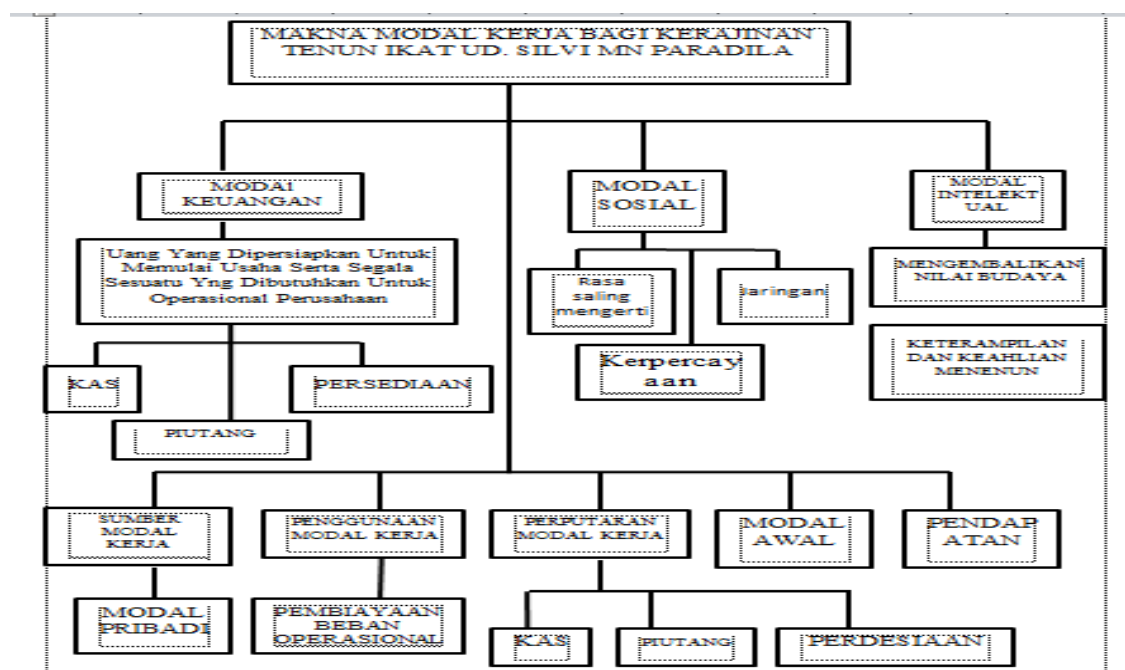 MAKNA MODAL KERJA BAGI KERAJINAN
TENUN IKAT UD. SILVI MN PARADILA
MODAl
KEUANGAN
MODAL
SOSIAL
MODAL
INTELEKT
UAL
Uang Yang Dipersiapkan Untuk
Memulai Usaha Serta Segala
Sesuatu Yng Dibutuhkan Untuk
Operasional Perusahaan
Rasa
saling
mengerti
Jaringan
Kerpercay
aan
MENGEMBALIKAN
NILAI BUDAYA
KETERAMPILAN
DAN KEAHLIAN
MENENUN
KAS
PERSEDIAAN
PIUTANG
SUMBER
MODAL
KERJA
PENGGUNAAN
MODAL KERJA
PERPUTARAN
MODAL KERJA
MODAL
AWAL
PENDAP
ATAN
MODAL
PRIBADI
PEMBIAYAAN
BEBAN
OPERASIONAL
KAS
PIUTANG
PERDESIAAN